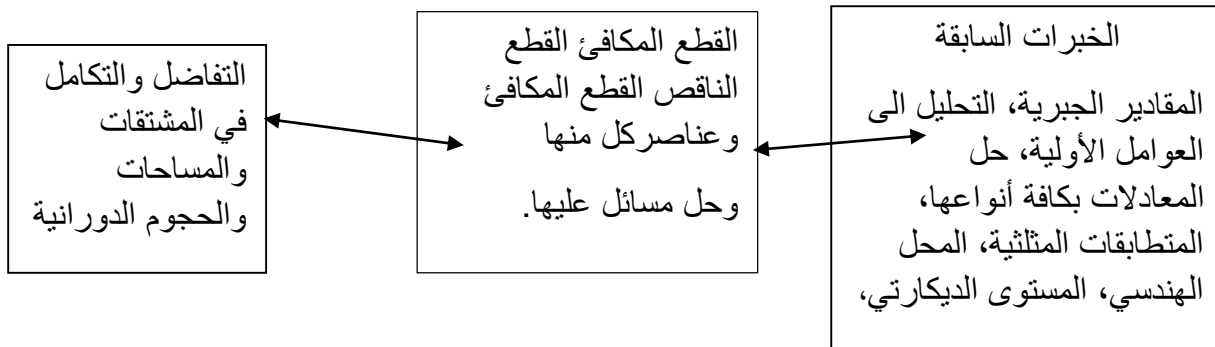 الخبرات السابقة
المقادير الجبرية، التحليل الى
العوامل الأولية، حل
المعادلات بكافة أنواعها،
المتطابقات المثلثية، المحل
الهندسي، المستوى الديكارتي،
القطع المكافئ القطع
الناقص القطع المكافئ
وعناصركل منها
وحل مسائل عليها.
التفاضل والتكامل
في المشتقات
والمساحات
والحجوم الدورانية